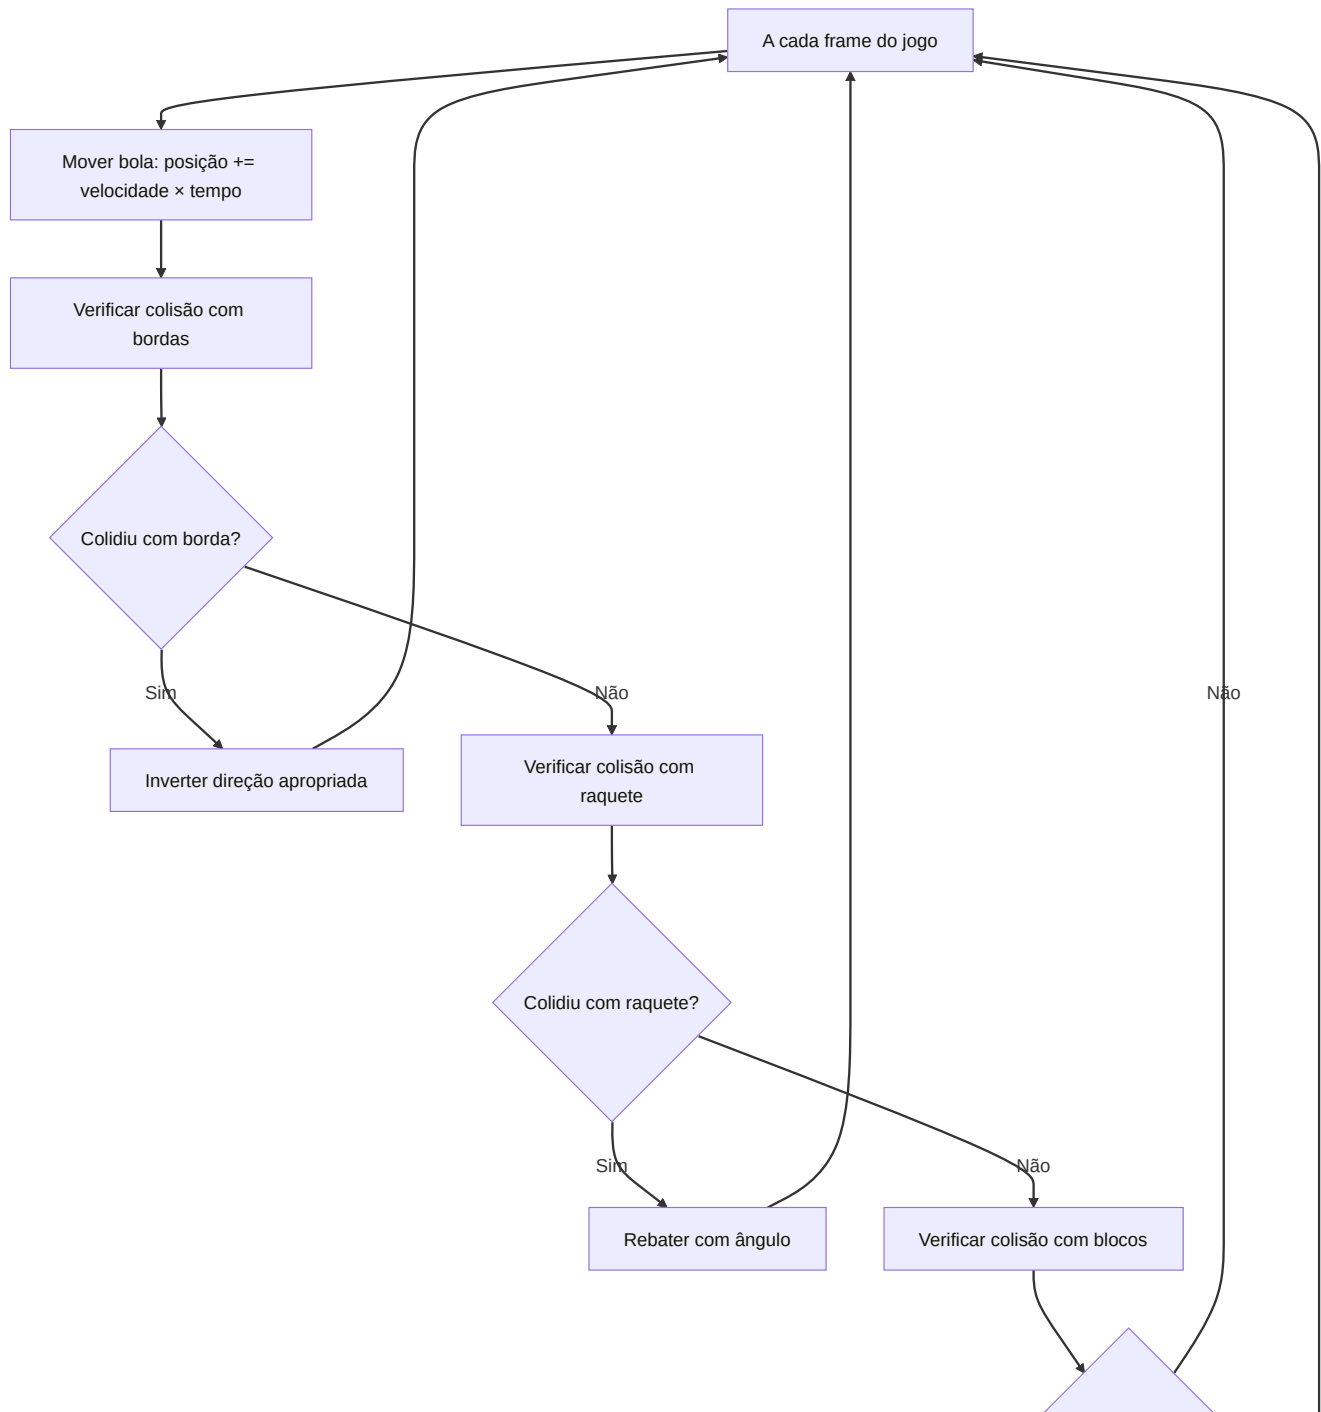 A cada frame do jogo
Mover bola: posição +=
velocidade × tempo
Verificar colisão com
bordas
Colidiu com borda?
Sim
Não
Não
Inverter direção apropriada
Verificar colisão com
raquete
Colidiu com raquete?
Sim
Não
Rebater com ângulo
Verificar colisão com blocos